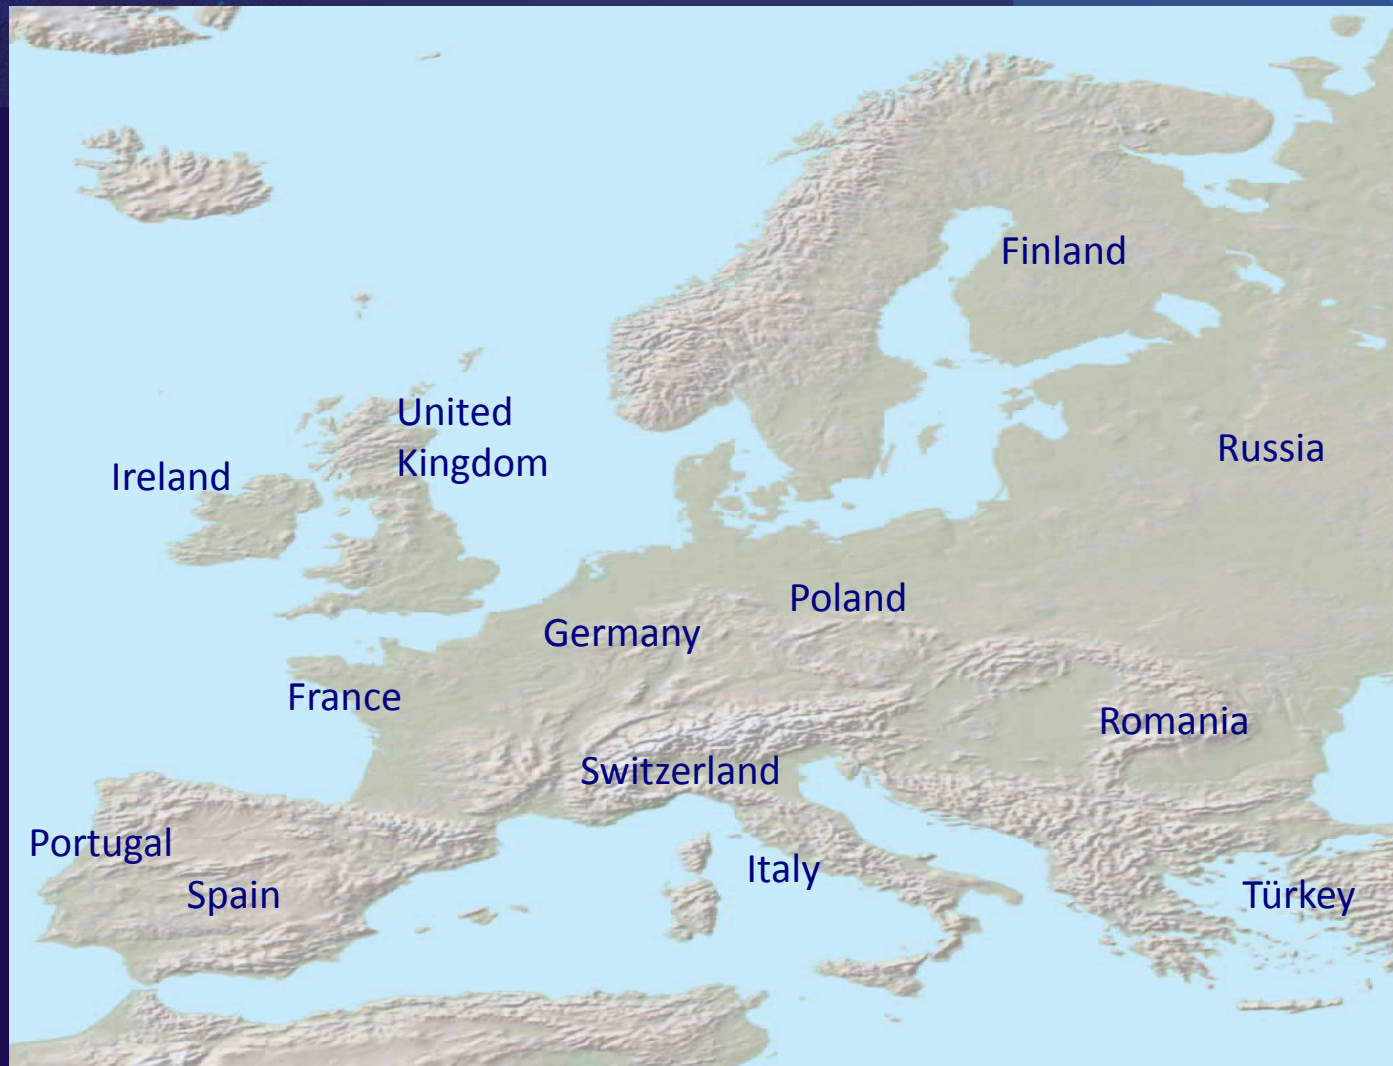 Finland
United
Kingdom
Russia
Ireland
Poland
Germany
France
Romania
Switzerland
Portugal
Italy
Spain
Türkey